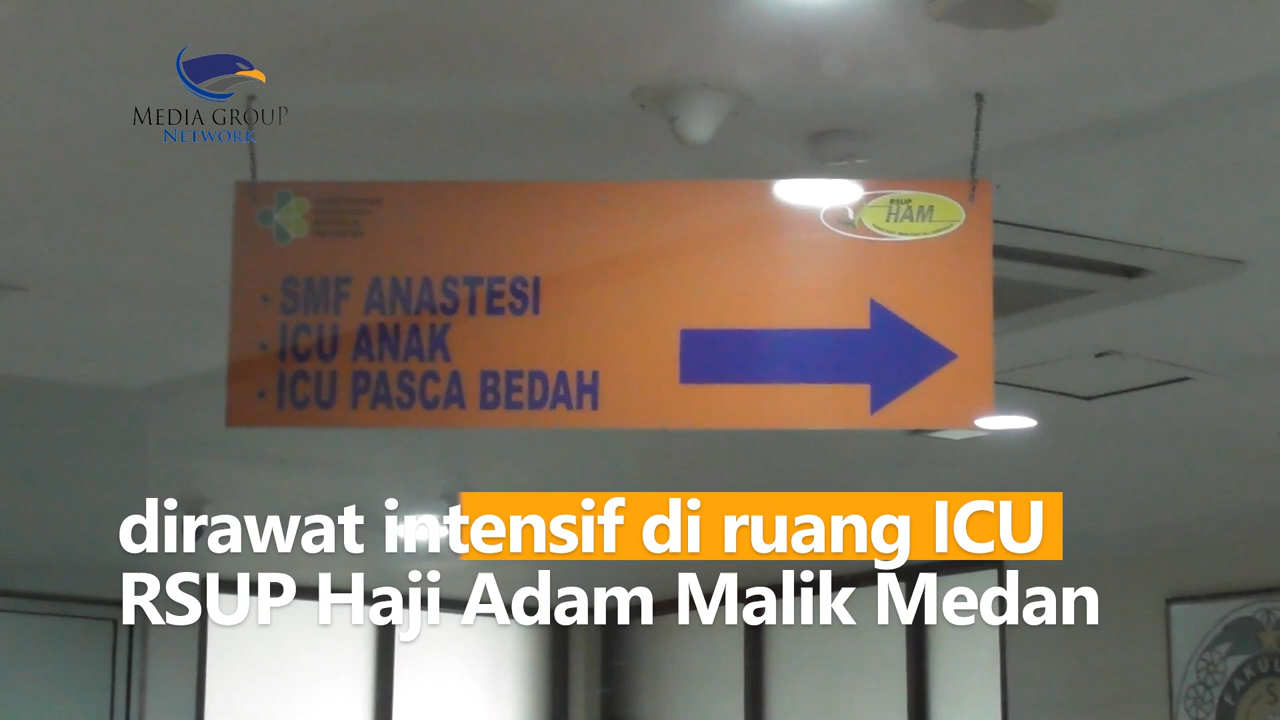 MEDIA GROUP
NETWORK
RSUP
HAM
- SMF ANASTESI
- ICU ANAK
- ICU PASCA BEDAH
dirawat intensif di ruang ICU
RSUP Haji Adam Malik Medan